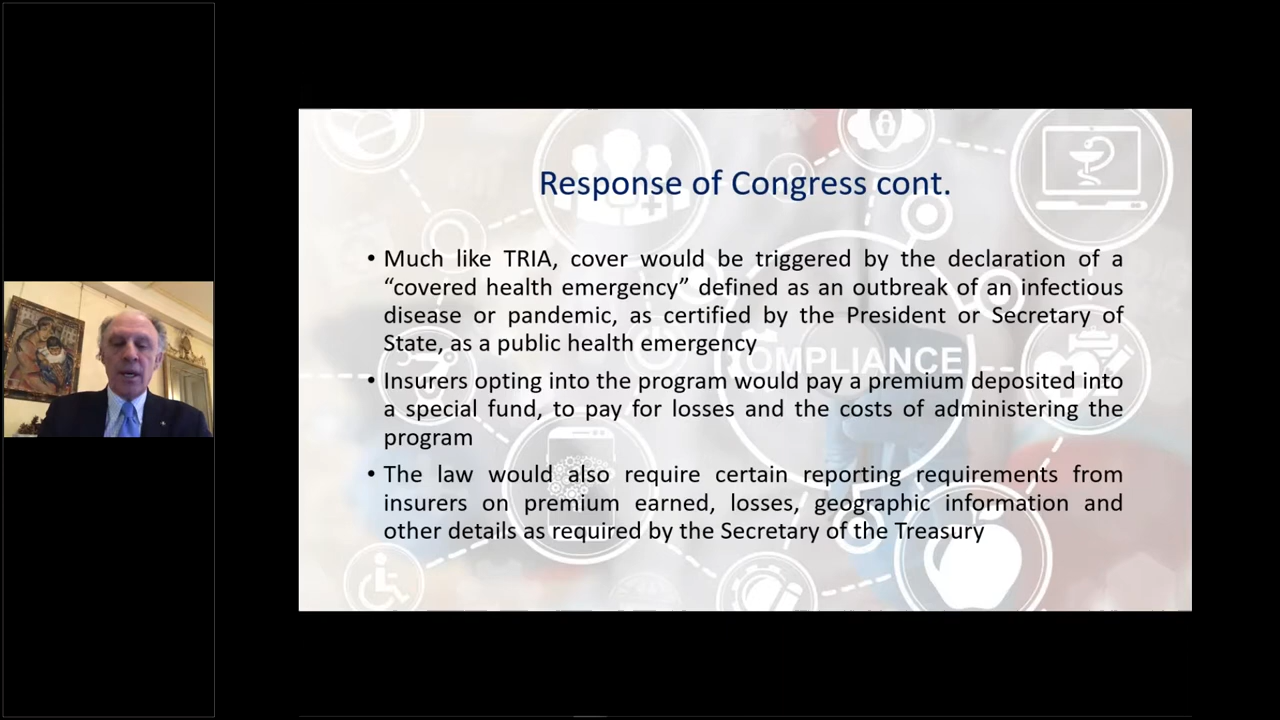 Response of Congress cont.
• Much like TRIA, cover would be triggered by the declaration of a
“covered health emergency” defined as an outbreak of an infectious
disease or pandemic, as certified by the President or Secretary of
State, as a public health emergency
COMPLIANCE
• Insurers opting into the program would pay a premium deposited into
a special fund, to pay for losses and the costs of administering the
program
• The law would also require certain reporting requirements from
insurers on premium earned, losses, geographic information and
other details as required by the Secretary of the Treasury